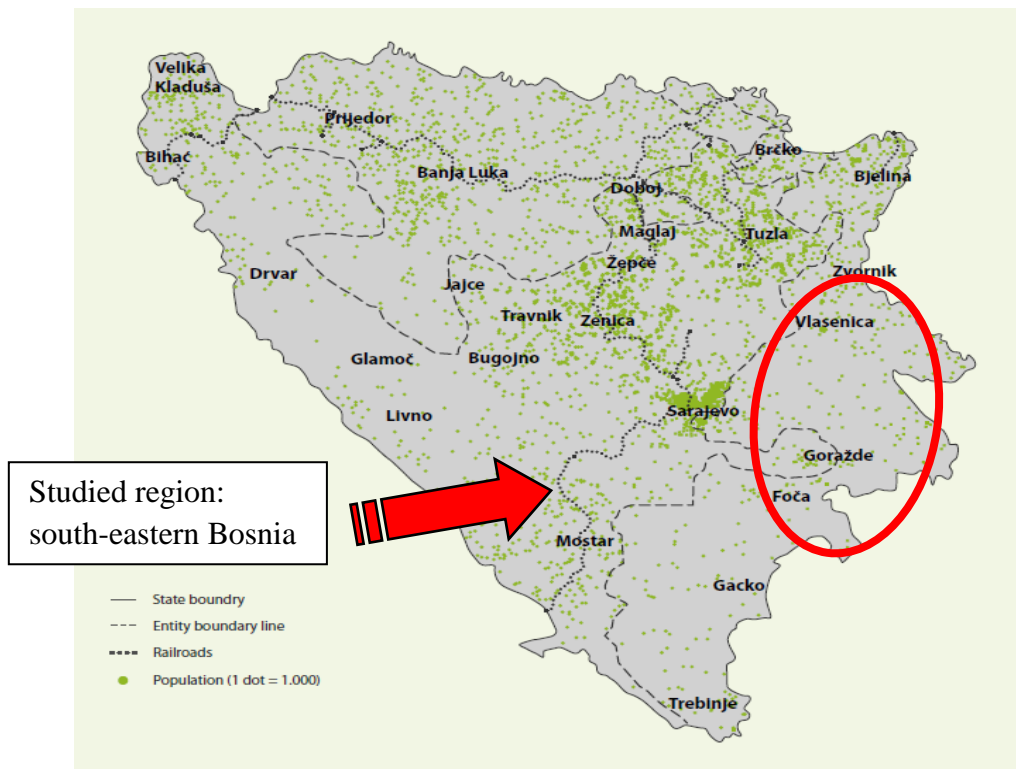 Velika
Kladuša
Prijedor
Bihać
Banja Luka
Brčko
Doboj
Bjelina
Maglaj
Tuzla
Žepče
Drvar
Zvornik
Jajce
Travnik
Zenica
Vlasenica
Glamoč
Bugojno
Livno
Sarajevo
Goražde
Foča
Studied region:
south-eastern Bosnia
Mostar
Gacko
Trebinje
State boundry
Entity boundary line
Railroads
Population (1 dot = 1.000)